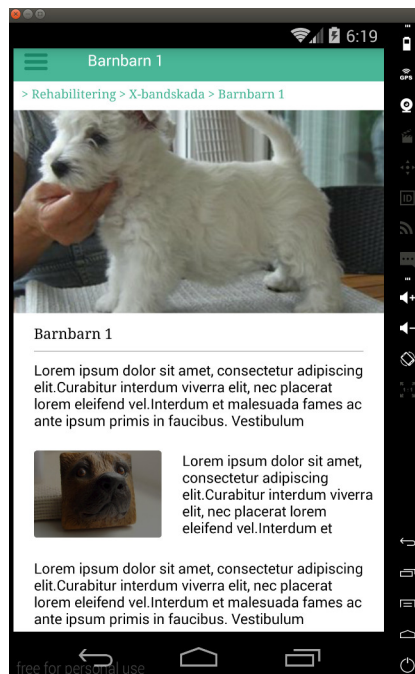 6:19
Barnbarn 1
> Rehabilitering > X-bandskada > Barnbarn 1
Barnbarn 1
Lorem ipsum dolor sit amet, consectetur adipiscing
elit.Curabitur interdum viverra elit, nec placerat
lorem eleifend vel.Interdum et malesuada fames ac
ante ipsum primis in faucibus. Vestibulum
Lorem ipsum dolor sit amet,
consectetur adipiscing
elit.Curabitur interdum viverra
elit, nec placerat lorem
eleifend vel.Interdum et
Lorem ipsum dolor sit amet, consectetur adipiscing
elit.Curabitur interdum viverra elit, nec placerat
lorem eleifend vel.Interdum et malesuada fames ac
ante ipsum primis in faucibus. Vestibulum
free for personal use
GPS
ID